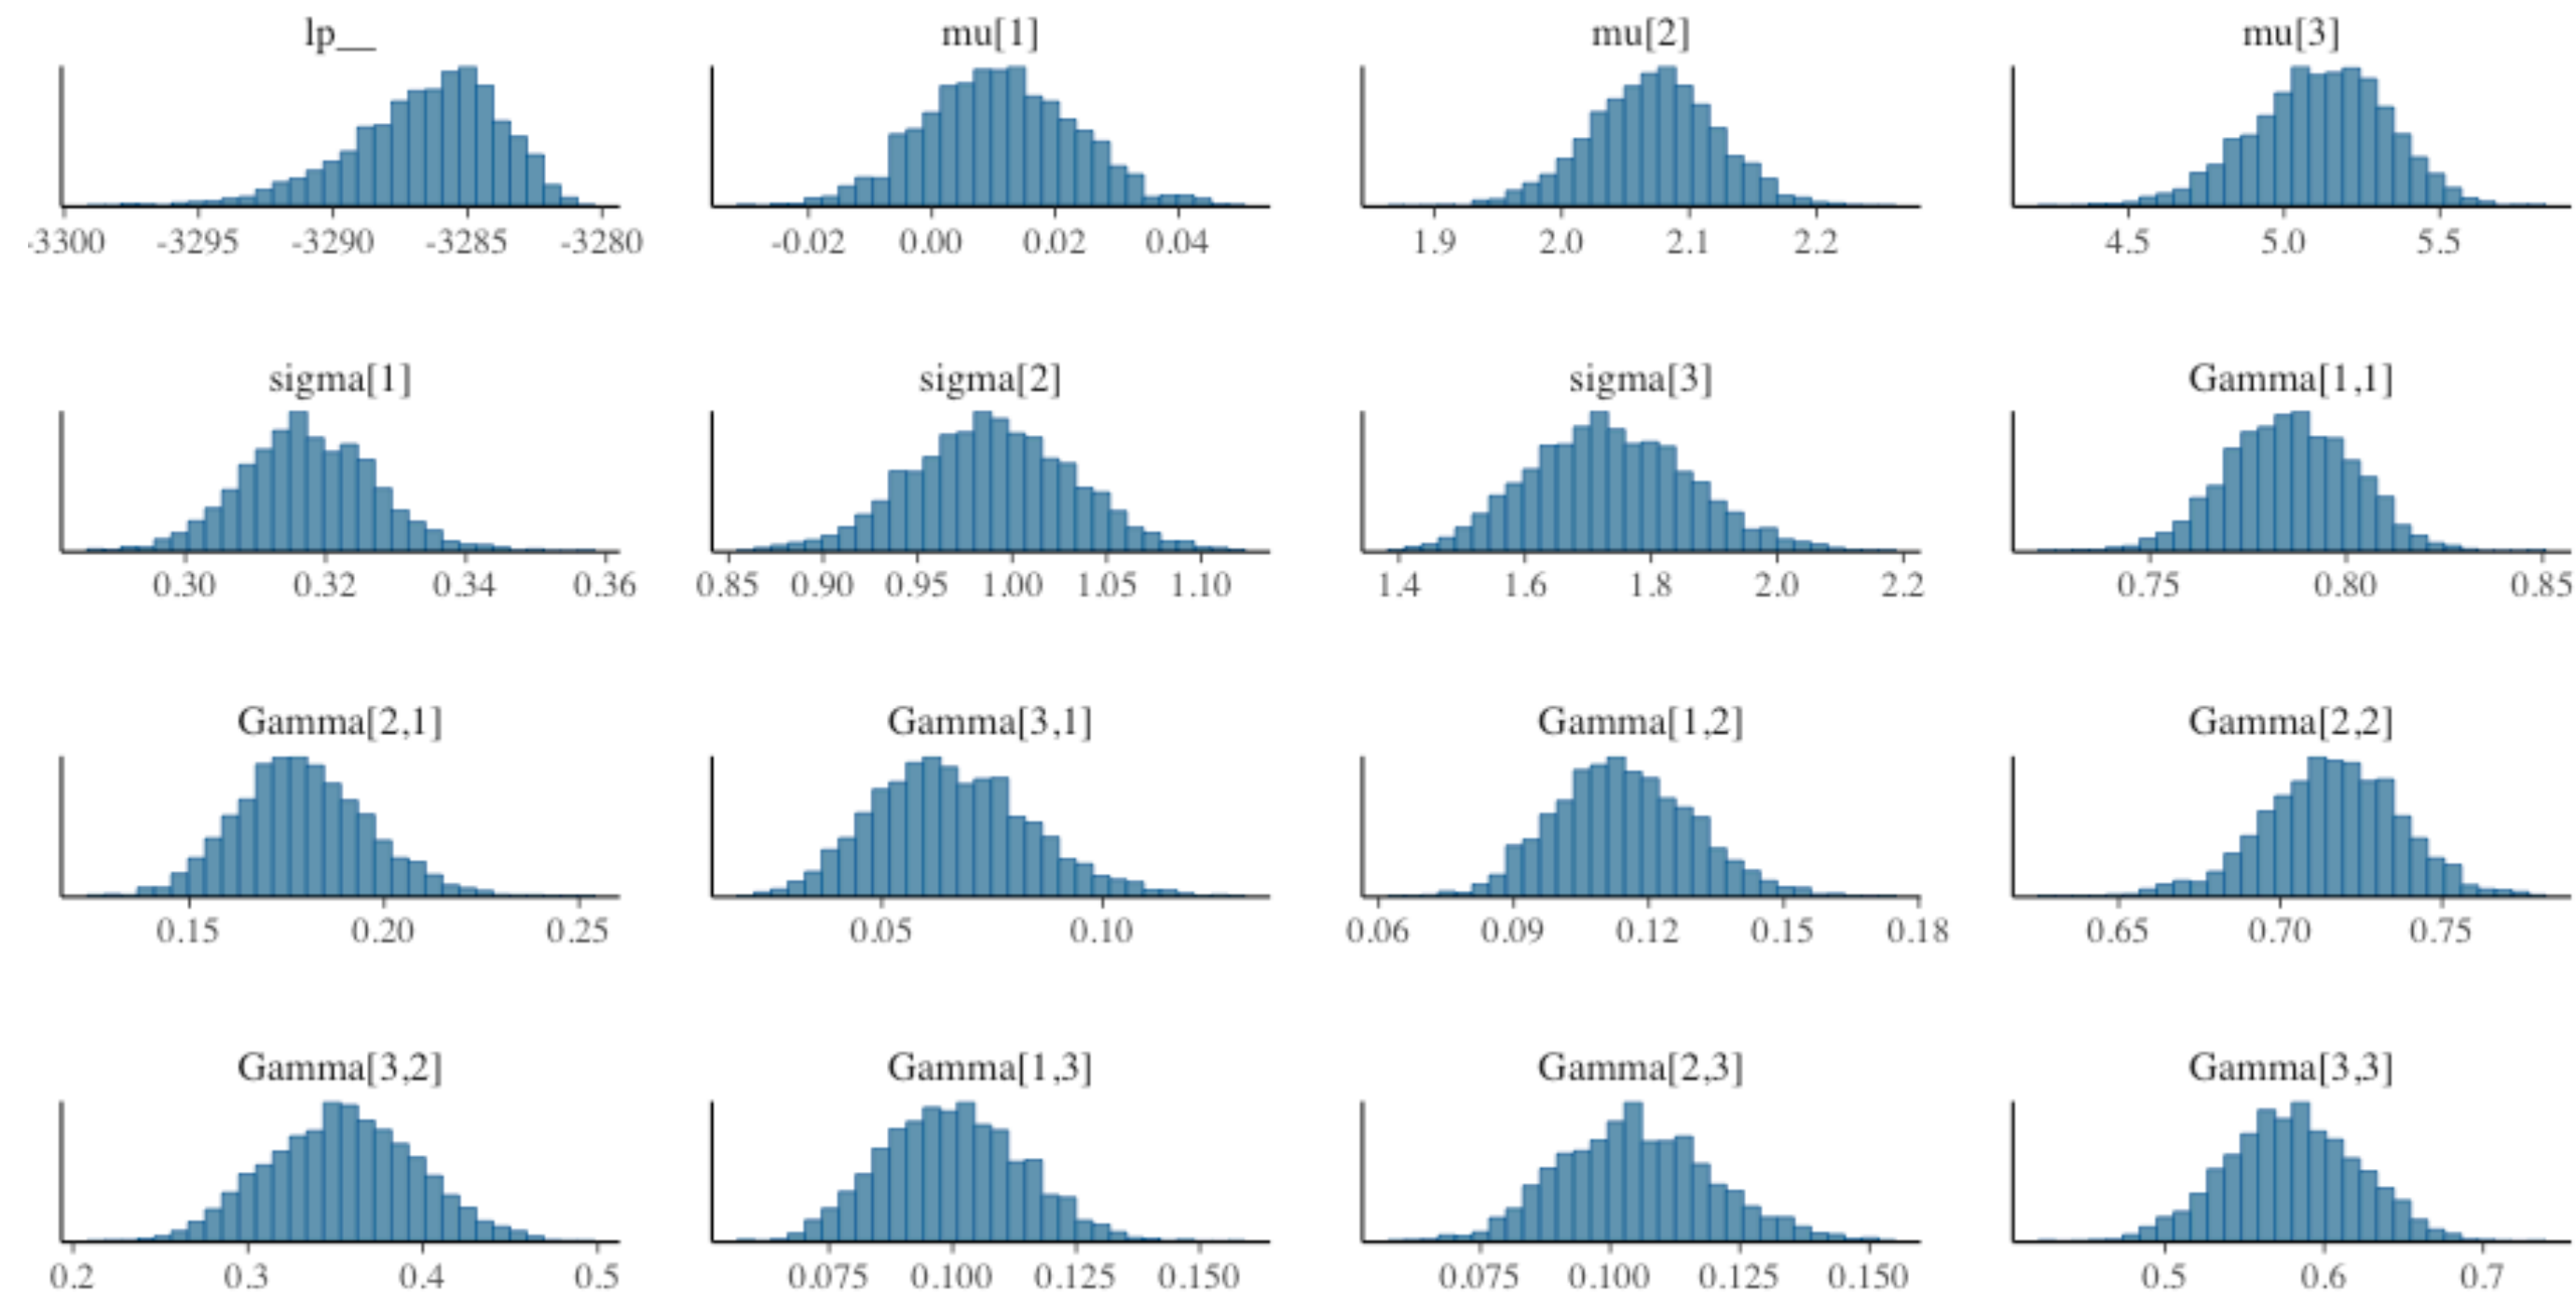 lp__ mu[1] mu[2] mu[3]
-3300 -3295 -3290 -3285 -3280 -0.02 0.00 0.02 0.04 1.9 2.0 2.1 2.2 4.5 5.0 5.5
sigma[1] sigma[2] sigma[3] Gamma[1,1]
0.30 0.32 0.34 0.36 0.85 0.90 0.95 1.00 1.05 1.10 1.4 1.6 1.8 2.0 2.2 0.75 0.80 0.85
Gamma[2,1] Gamma[3,1] Gamma[1,2] Gamma[2,2]
0.15 0.20 0.25 0.05 0.10 0.06 0.09 0.12 0.15 0.18 0.65 0.70 0.75
Gamma[3,2] Gamma[1,3] Gamma[2,3] Gamma[3,3]
0.2 0.3 0.4 0.5 0.075 0.100 0.125 0.150 0.075 0.100 0.125 0.150 0.5 0.6 0.7